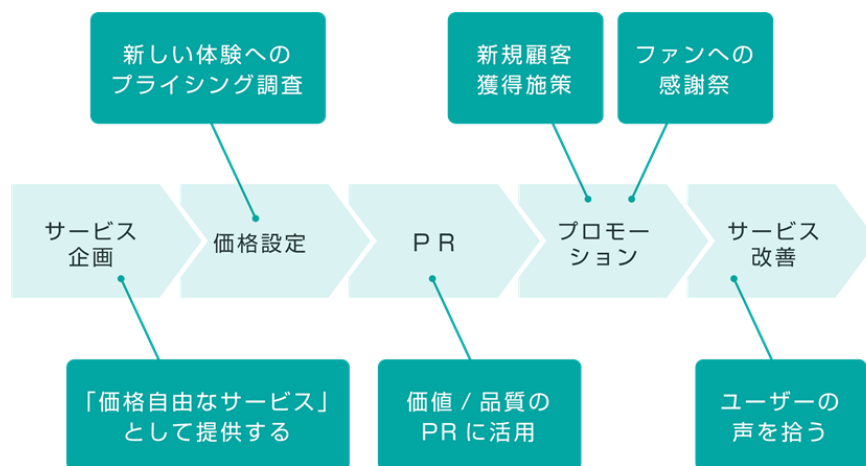 新しい体験への
プライシング調査
新規顧客
獲得施策
ファンへの
感謝祭
サービス
企画
価格設定
ＰＲ
プロモー
ション
サービス
改善
「価格自由なサービス」
として提供する
価値 / 品質の
PR に活用
ユーザーの
声を拾う